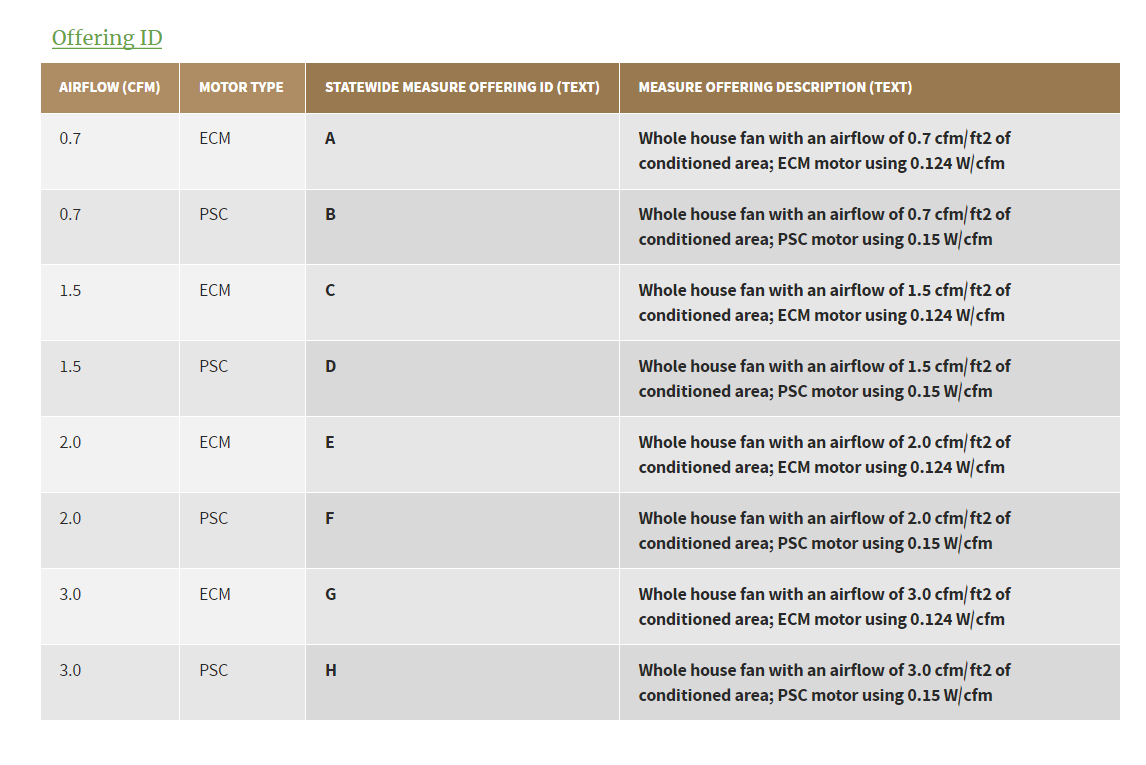 Offering ID
AIRFLOW (CFM) MOTOR TYPE STATEWIDE MEASURE OFFERING ID (TEXT) MEASURE OFFERING DESCRIPTION (TEXT)
0.7 ECM A Whole house fan with an airflow of 0.7 cfm/ft2 of
conditioned area; ECM motor using 0.124 W/cfm
0.7 PSC B Whole house fan with an airflow of 0.7 cfm/ft2 of
conditioned area; PSC motor using 0.15 W/cfm
1.5 ECM C Whole house fan with an airflow of 1.5 cfm/ft2 of
conditioned area; ECM motor using 0.124 W/cfm
1.5 PSC D Whole house fan with an airflow of 1.5 cfm/ft2 of
conditioned area; PSC motor using 0.15 W/cfm
2.0 ECM E Whole house fan with an airflow of 2.0 cfm/ft2 of
conditioned area; ECM motor using 0.124 W/cfm
2.0 PSC F Whole house fan with an airflow of 2.0 cfm/ft2 of
conditioned area; PSC motor using 0.15 W/cfm
3.0 ECM G Whole house fan with an airflow of 3.0 cfm/ft2 of
conditioned area; ECM motor using 0.124 W/cfm
3.0 PSC H Whole house fan with an airflow of 3.0 cfm/ft2 of
conditioned area; PSC motor using 0.15 W/cfm